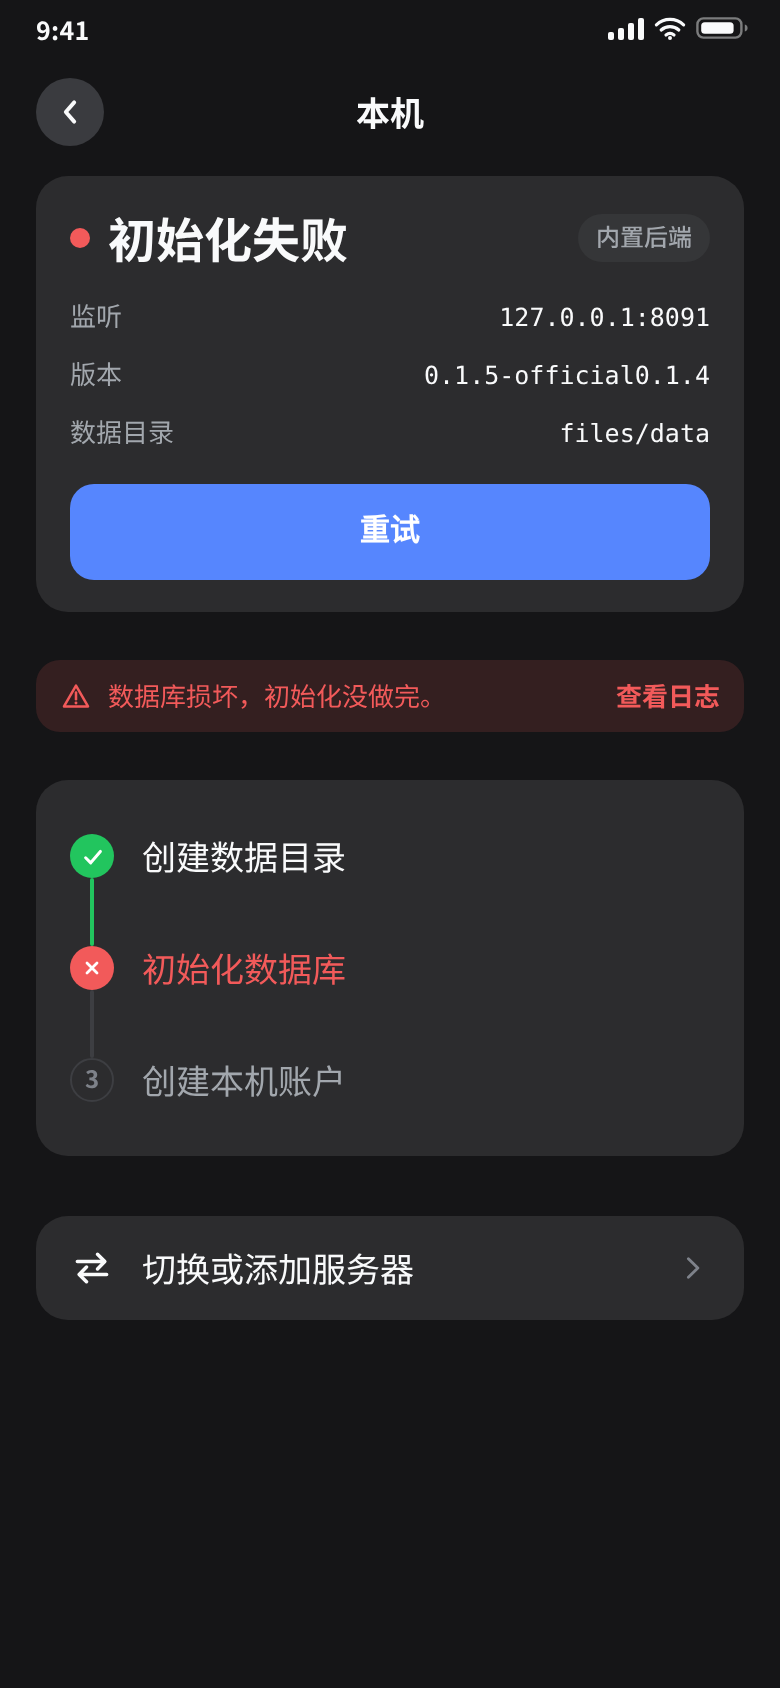 9:41
本机
初始化失败
内置后端
监听
127.0.0.1:8091
版本
0.1.5-official0.1.4
数据目录
files/data
重试
数据库损坏，初始化没做完。
查看日志
创建数据目录
初始化数据库
3
创建本机账户
切换或添加服务器